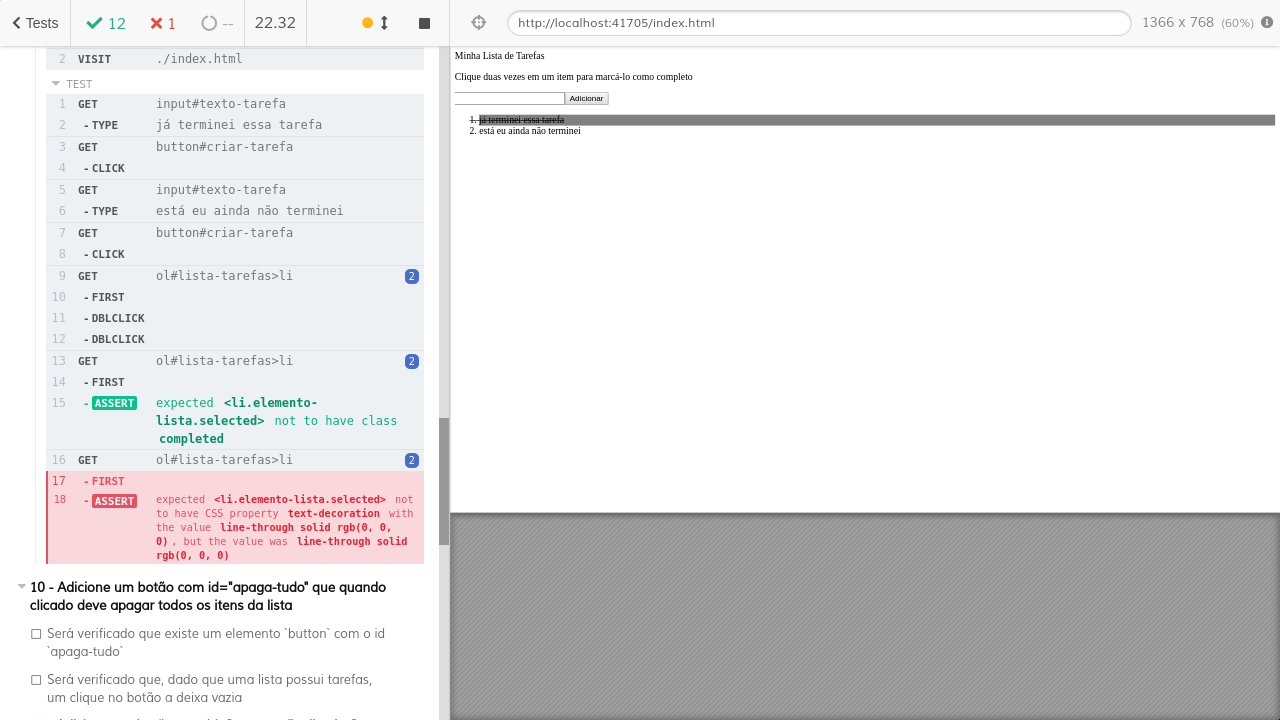 Tests
12
1
--
22.32
http://localhost:41705/index.html
1366 x 768 (60%)
2 VISIT ./index.html
TEST
1 GET input#texto-tarefa
2 - TYPE já terminei essa tarefa
3 GET button#criar-tarefa
4 - CLICK
5 GET input#texto-tarefa
6 - TYPE está eu ainda não terminei
7 GET button#criar-tarefa
8 - CLICK
9 GET ol#lista-tarefas>li 2
10 - FIRST
11 - DBLCLICK
12 - DBLCLICK
13 GET ol#lista-tarefas>li 2
14 - FIRST
15 - ASSERT expected <li.elemento-
lista.selected> not to have class
completed
16 GET ol#lista-tarefas>li 2
17 - FIRST
18 - ASSERT expected <li.elemento-lista.selected> not
to have CSS property text-decoration with
the value line-through solid rgb(0, 0,
0), but the value was line-through solid
rgb(0, 0, 0)
10 - Adicione um botão com id="apaga-tudo" que quando
clicado deve apagar todos os itens da lista
Será verificado que existe um elemento `button` com o id
`apaga-tudo`
Será verificado que, dado que uma lista possui tarefas,
um clique no botão a deixa vazia
Minha Lista de Tarefas
Clique duas vezes em um item para marcá-lo como completo
Adicionar
1. já terminei essa tarefa
2. está eu ainda não terminei